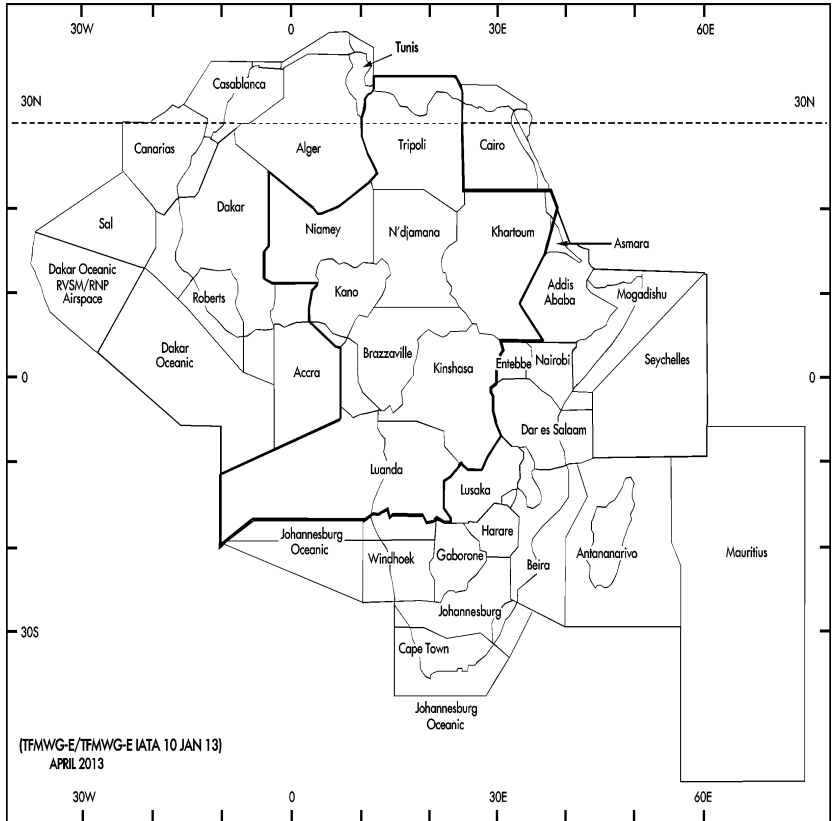 30W
0
30E
60E
Tunis
Casablanca
30N
30N
Canarias
Alger
Tripoli
Cairo
Dakar
Sal
Niamey
N'djamena
Khartoum
Asmara
Dakar Oceanic
RVSM/RNP
Airspace
Roberts
Kano
Addis
Ababa
Mogadishu
Dakar
Oceanic
Accra
Brazzaville
Kinshasa
Entebbe
Nairobi
Seychelles
0
0
Dar es Salaam
Luanda
Lusaka
Harare
Johannesburg
Oceanic
Windhoek
Gaborone
Beira
Antananarivo
Mauritius
Johannesburg
30S
Cape Town
Johannesburg
Oceanic
(TFMWG-E/TFMWG-E IATA 10 JAN 13)
APRIL 2013
30W
0
30E
60E